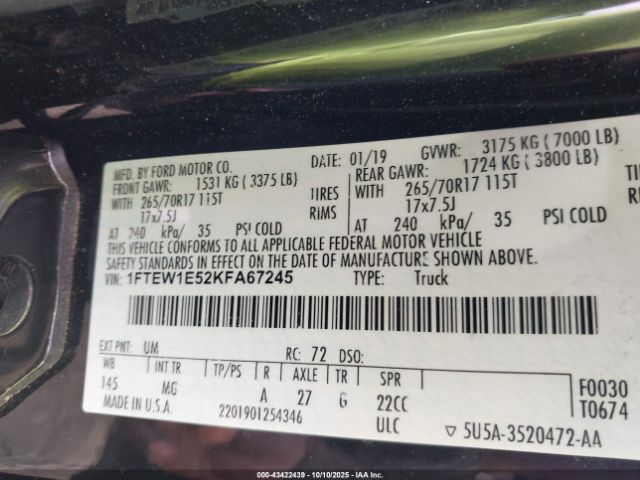 MFD. BY FORD MOTOR CO.
DATE: 01/19 GVWR: 3175 KG ( 7000 LB)
FRONT GAWR: 1531 KG ( 3375 LB) REAR GAWR: 1724 KG ( 3800 LB)
WITH 265/70R17 115T TIRES WITH 265/70R17 115T
17x7.5J RIMS 17x7.5J
AT 240 kPa/ 35 PSI COLD AT 240 kPa/ 35 PSI COLD
THIS VEHICLE CONFORMS TO ALL APPLICABLE FEDERAL MOTOR VEHICLE
SAFETY STANDARDS IN EFFECT ON THE DATE OF MANUFACTURE SHOWN ABOVE.
VIN: 1FTEW1E52KFA67245 TYPE: Truck
EXT PNT: UM RC: 72 DSO:
WB INT TR TP/PS R AXLE TR SPR F0030
145 MG A 27 G 22CC T0674
MADE IN U.S.A. 2201901254346 ULC ▽ 5U5A-3520472-AA
000-43422439 - 10/10/2025 - IAA Inc.